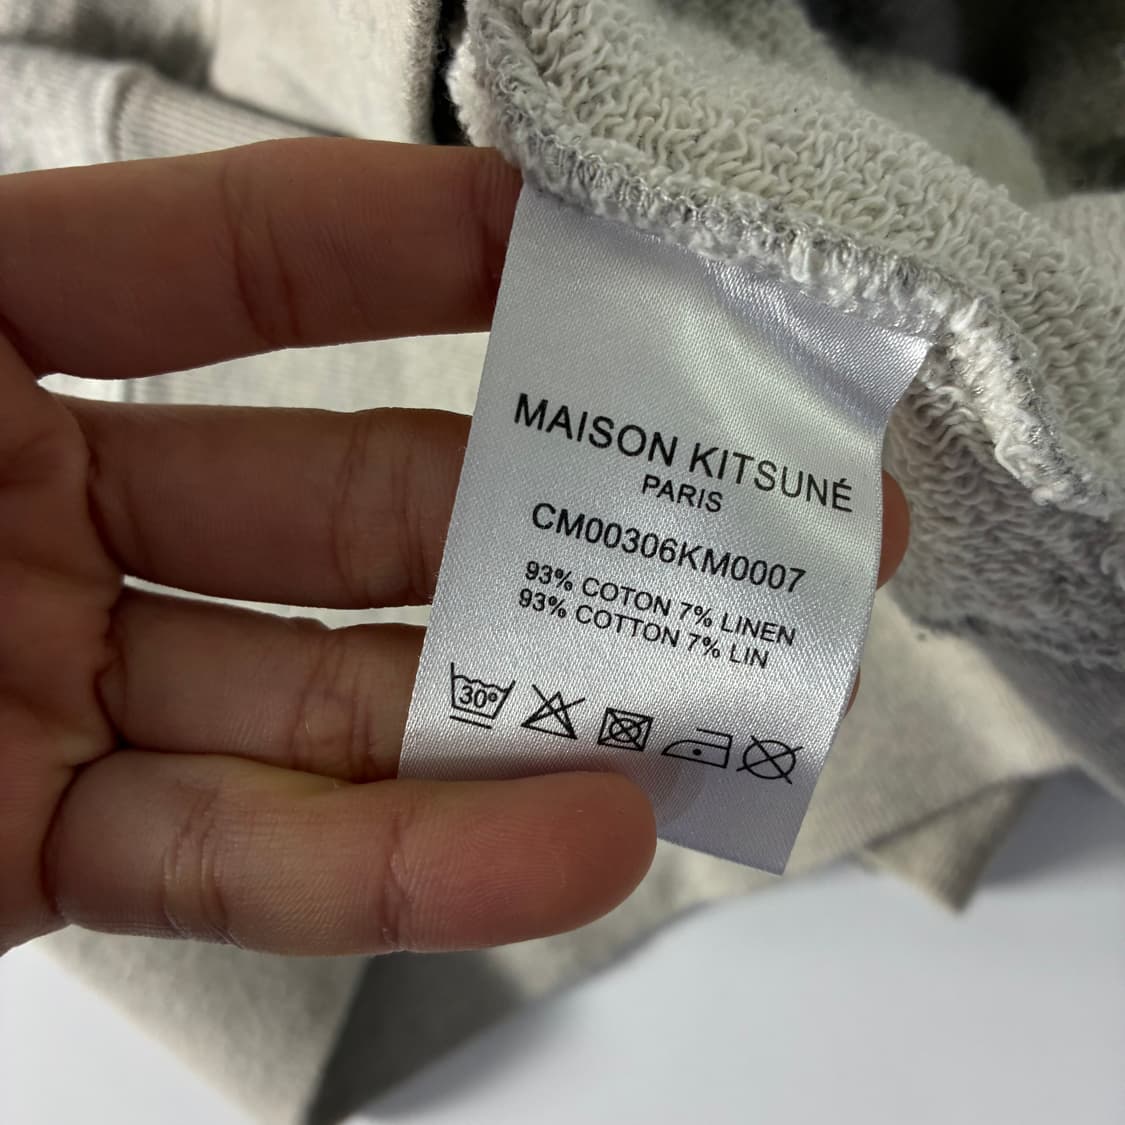 MAISON KITSUNÉ
PARIS
CM00306KM0007
93% COTON 7% LINEN
93% COTTON 7% LIN
30°